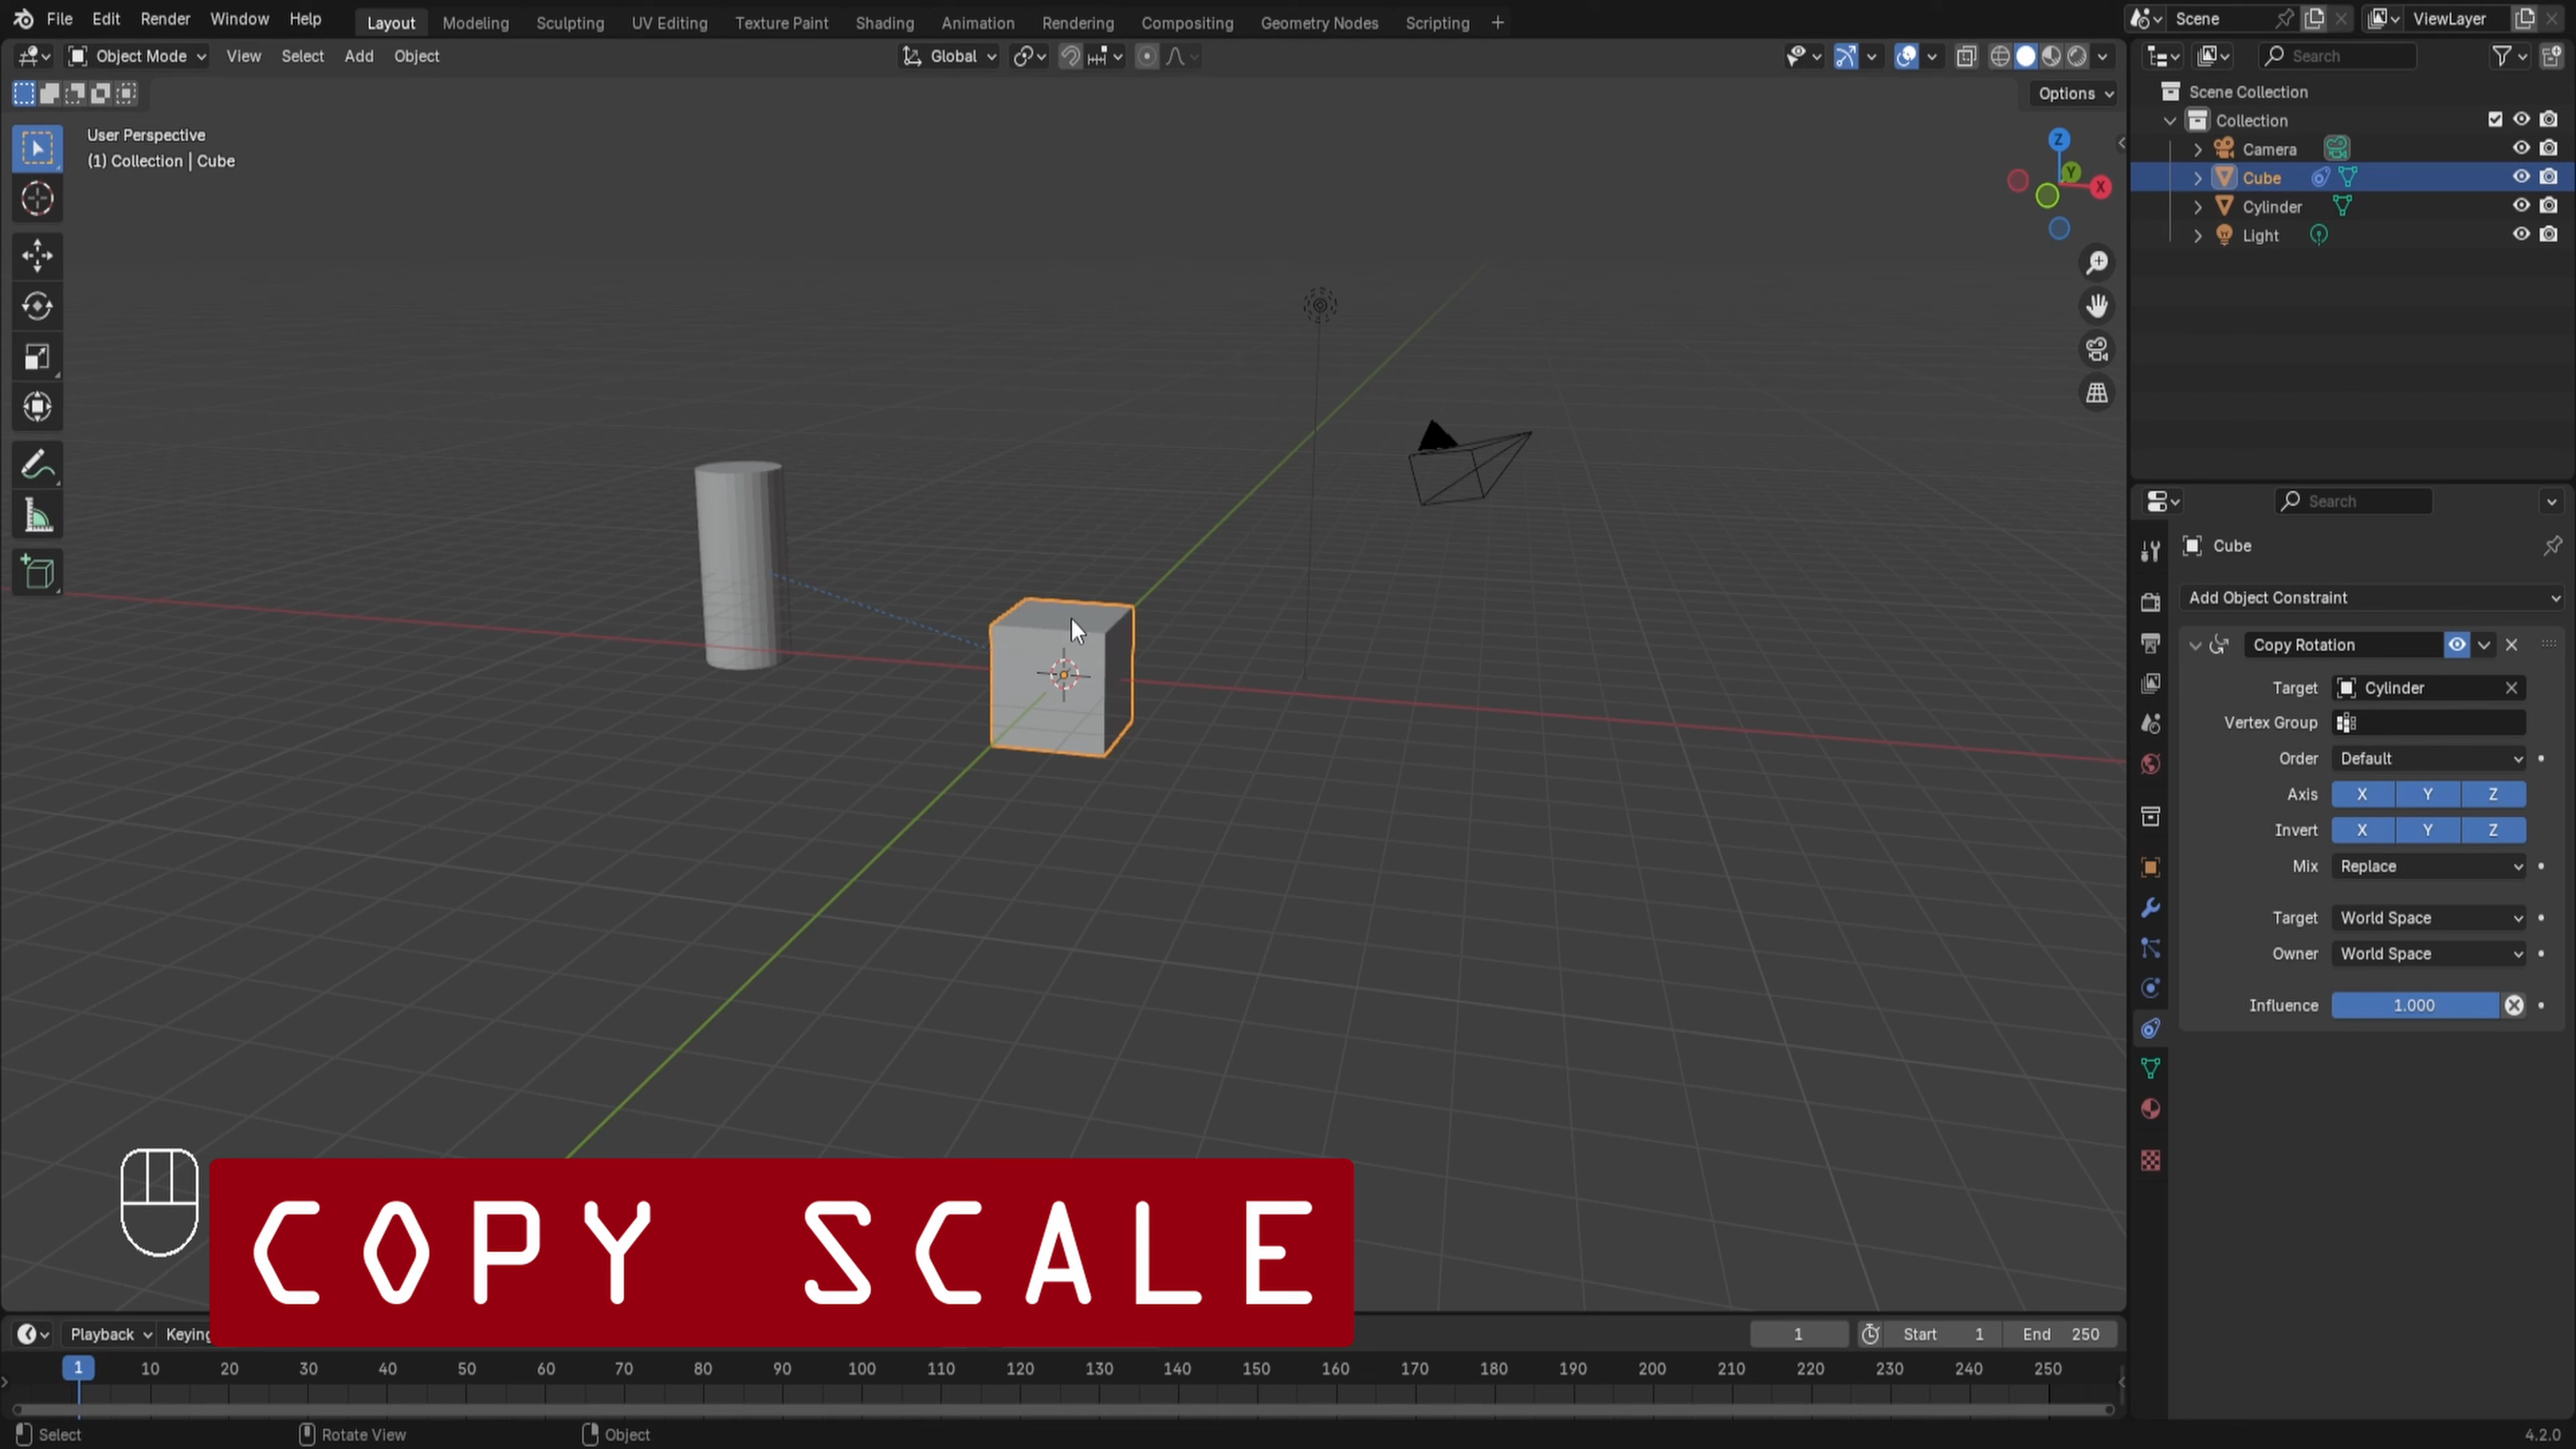 File Edit Render Window Help Layout Modeling Sculpting UV Editing Texture Paint Shading Animation Rendering Compositing Geometry Nodes Scripting + Scene ViewLayer
Object Mode View Select Add Object Global Search
Options
User Perspective
(1) Collection | Cube
Z
Y
X
Scene Collection
Collection
Camera
Cube
Cylinder
Light
Search
Cube
Add Object Constraint
Copy Rotation
Target Cylinder
Vertex Group
Order Default
Axis X Y Z
Invert X Y Z
Mix Replace
Target World Space
Owner World Space
Influence 1.000
COPY SCALE
Playback Keying 1 Start 1 End 250
1 10 20 30 40 50 60 70 80 90 100 110 120 130 140 150 160 170 180 190 200 210 220 230 240 250
Select Rotate View Object 4.2.0